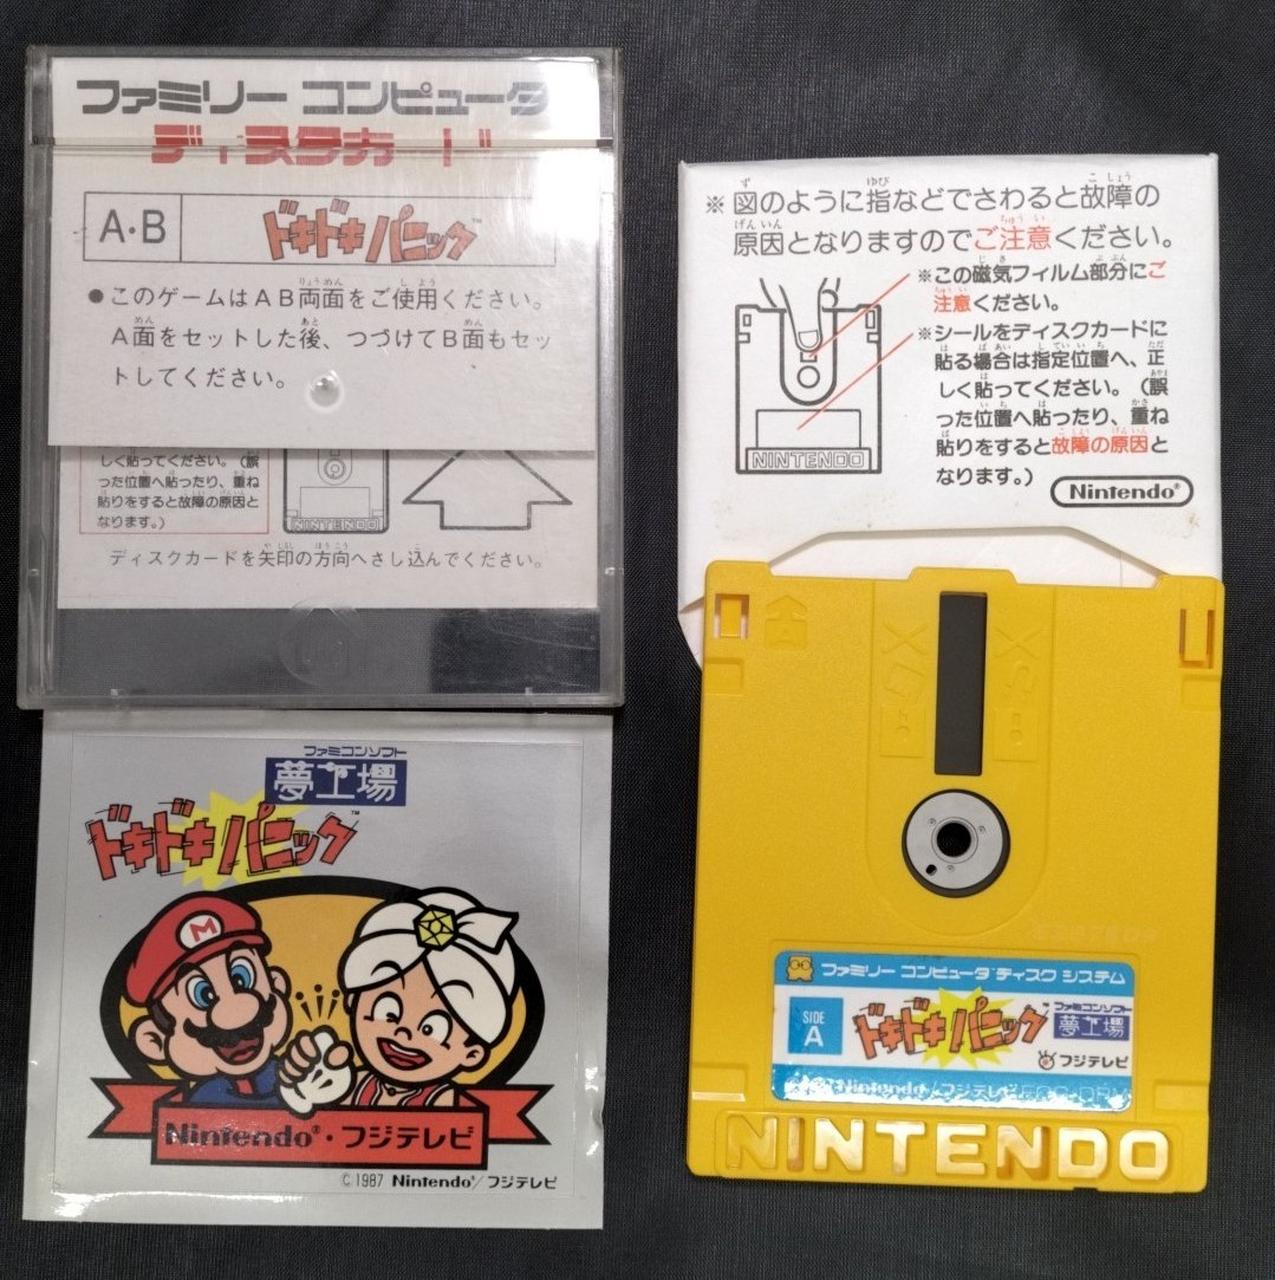 ファミリー コンピュータ
ディスクカード
A・B
ドキドキパニック™
●このゲームはAB両面をご使用ください。
A面をセットした後、つづけてB面もセッ
トしてください。
しく貼ってください。(誤
った位置へ貼ったり、重ね
貼りをすると故障の原因と
なります。)
NINTENDO
ディスクカードを矢印の方向へさし込んでください。
※図のように指などでさわると故障の
原因となりますのでご注意ください。
※この磁気フィルム部分にご
注意ください。
※シールをディスクカードに
貼る場合は指定位置へ、正
しく貼ってください。(誤
った位置へ貼ったり、重ね
貼りをすると故障の原因と
なります。)
NINTENDO
Nintendo®
ファミコンソフト
夢工場
ドキドキパニック™
M
Nintendo®・フジテレビ
©1987 Nintendo®/フジテレビ
A
ファミリー コンピュータ ディスク システム
SIDE
A
ドキドキパニック™
ファミコンソフト
夢工場
フジテレビ
Nintendo/フジテレビ
NINTENDO